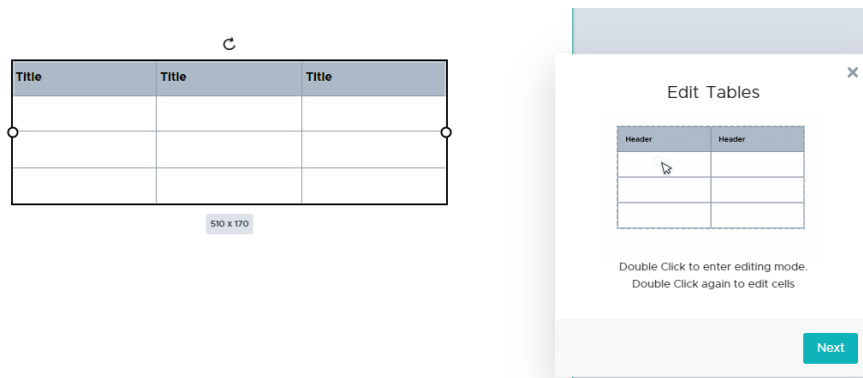 Title Title Title
510 x 170
Edit Tables
Header Header
Double Click to enter editing mode.
Double Click again to edit cells
Next